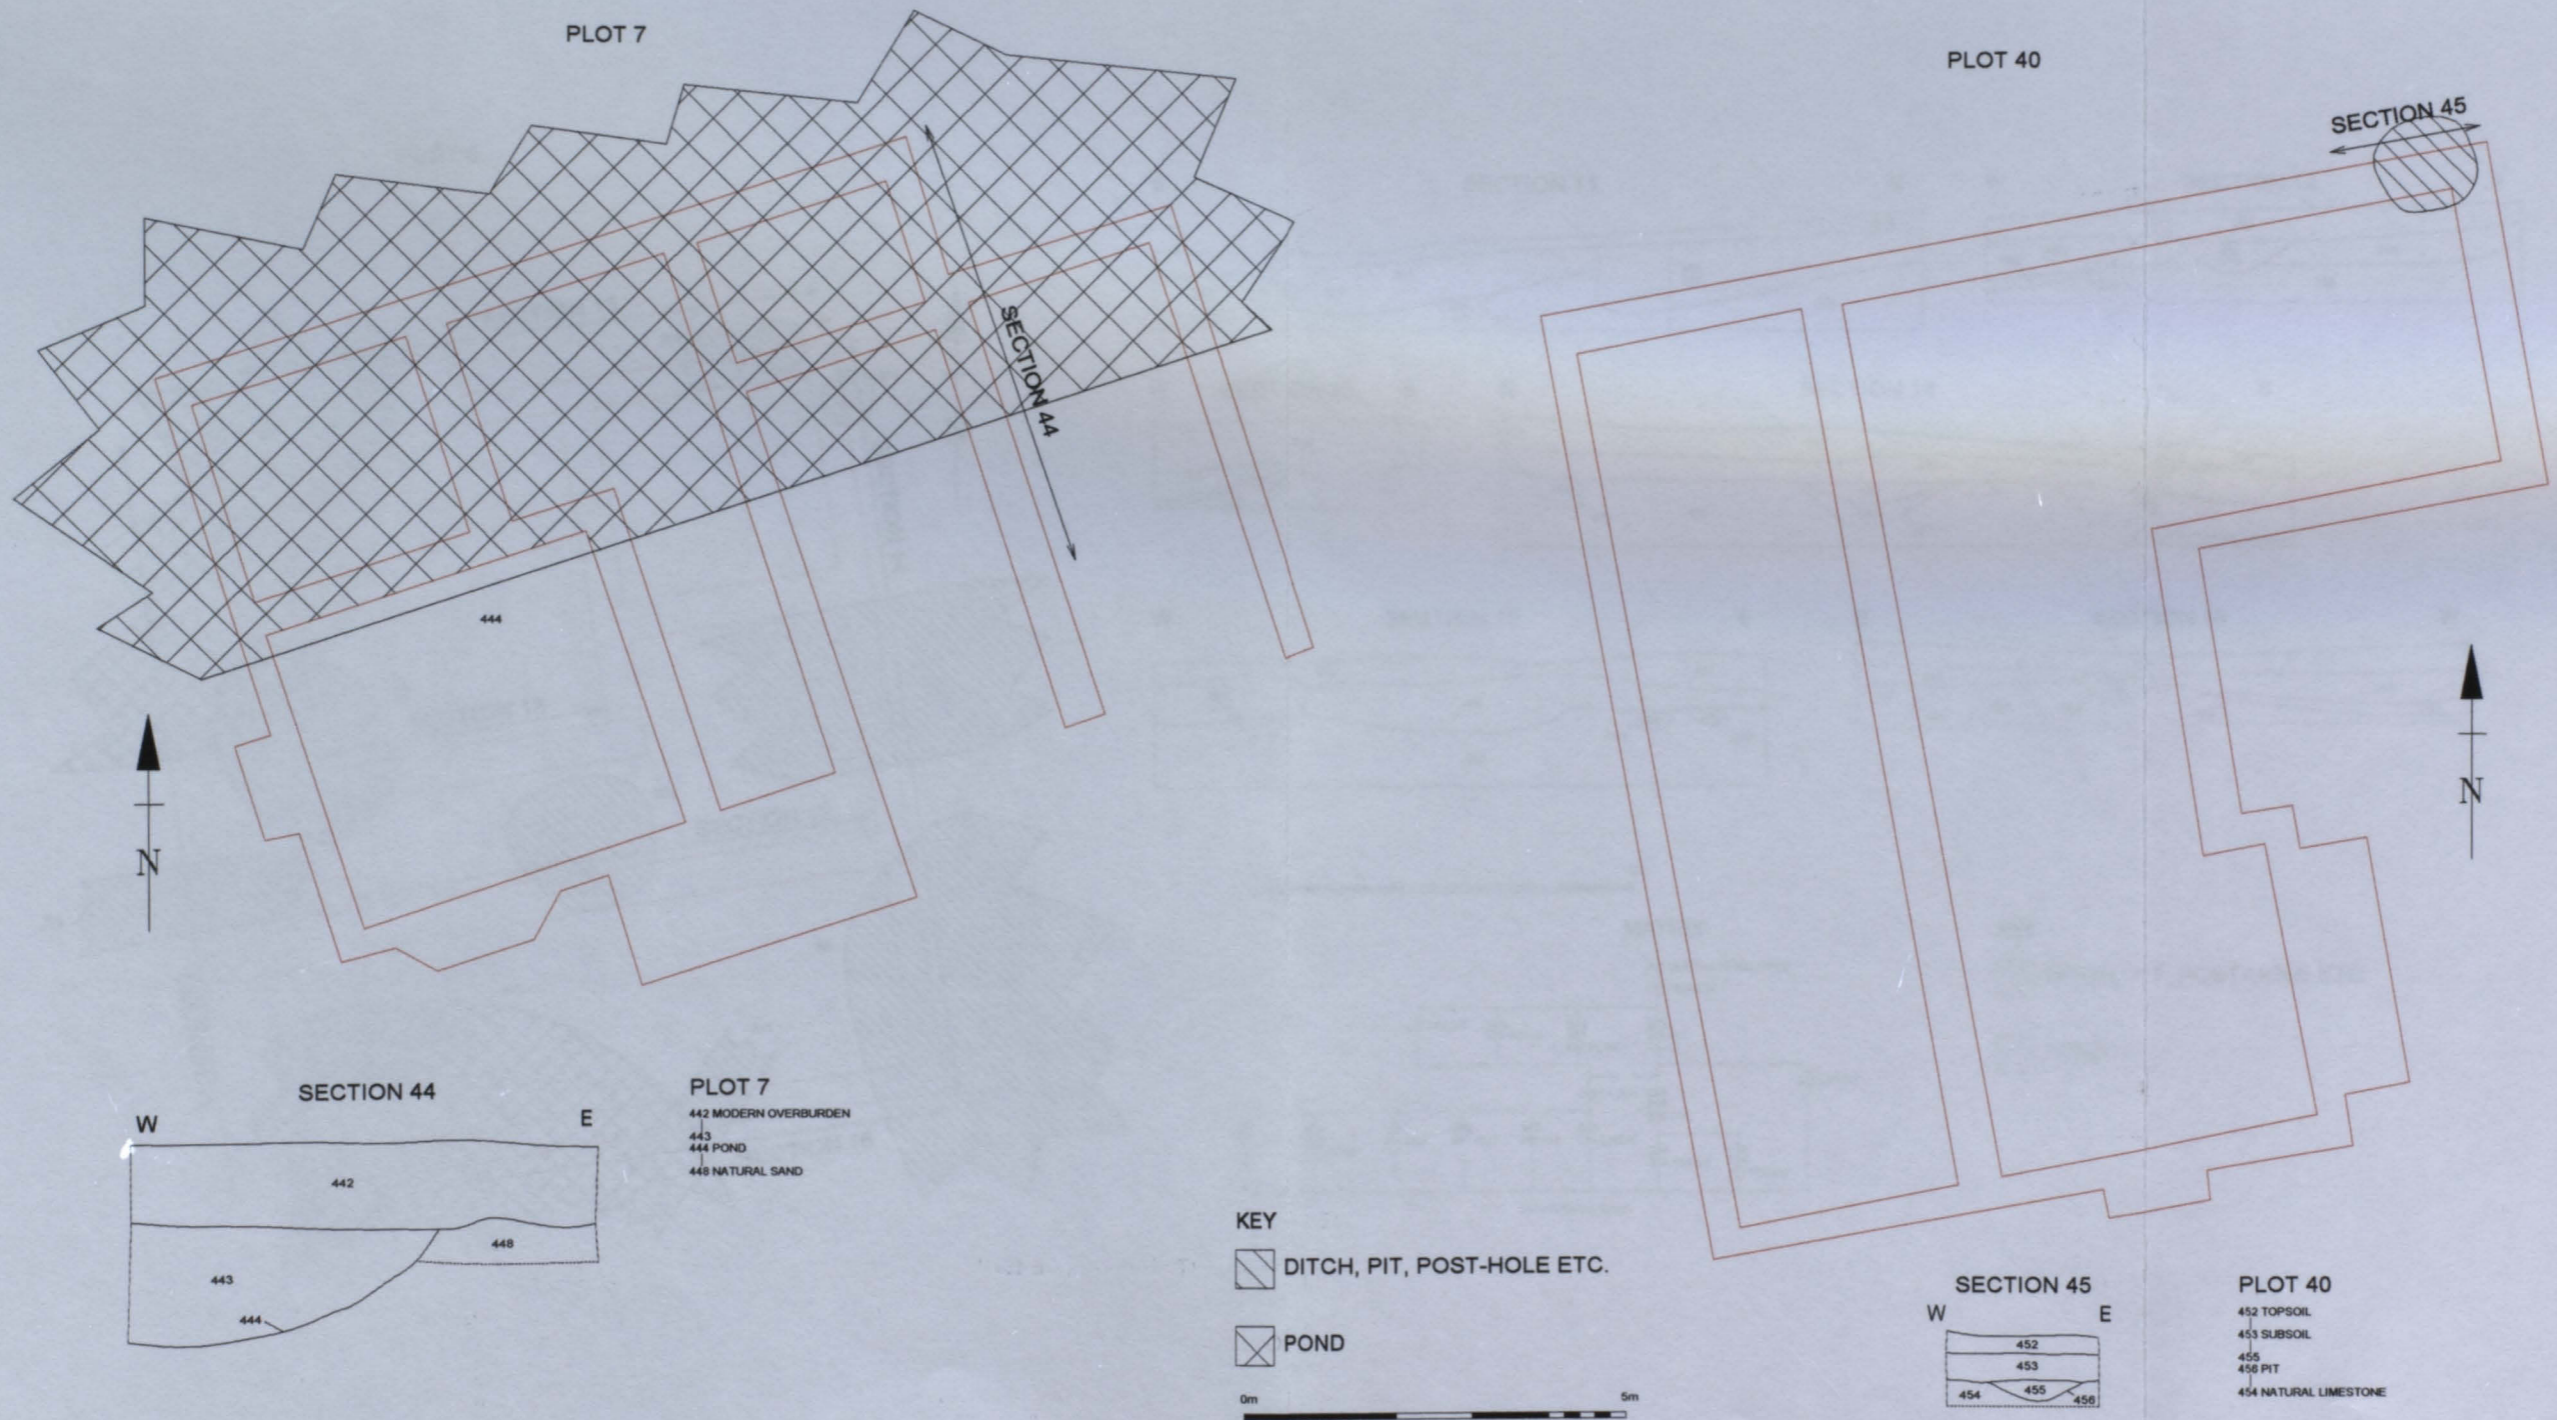 PLOT 7
PLOT 40
SECTION 45
SECTION 44
444
N
N
SECTION 44
W
E
442
443
444
448
PLOT 7
442 MODERN OVERBURDEN
443
444 POND
448 NATURAL SAND
KEY
DITCH, PIT, POST-HOLE ETC.
POND
0m
5m
SECTION 45
W
E
452
453
454
455
456
PLOT 40
452 TOPSOIL
453 SUBSOIL
455
456 PIT
454 NATURAL LIMESTONE